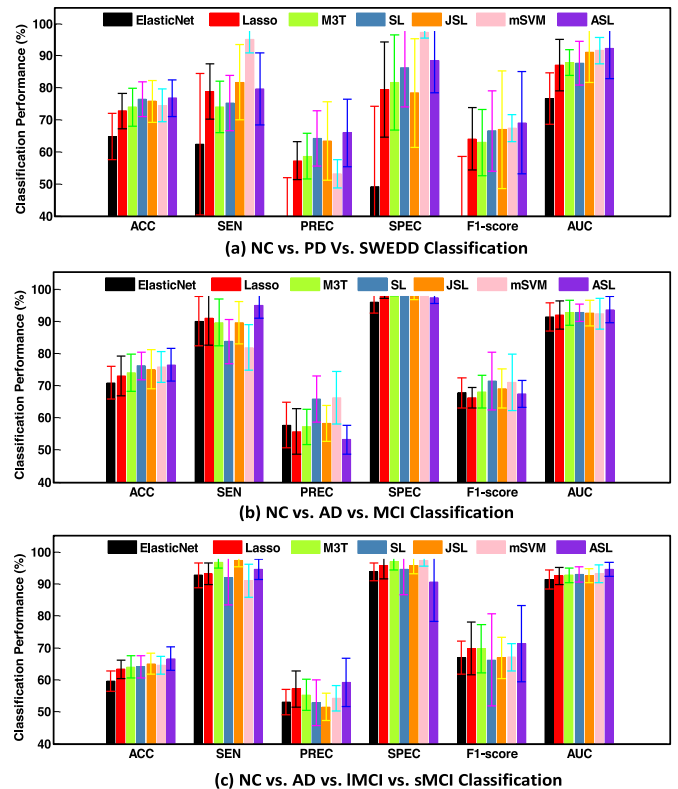 100
90
80
70
60
50
40
Classification Performance (%)
ElasticNet Lasso M3T SL JSL mSVM ASL
ACC SEN PREC SPEC F1-score AUC
(a) NC vs. PD Vs. SWEDD Classification
100
90
80
70
60
50
40
Classification Performance (%)
ElasticNet Lasso M3T SL JSL mSVM ASL
ACC SEN PREC SPEC F1-score AUC
(b) NC vs. AD vs. MCI Classification
100
90
80
70
60
50
40
Classification Performance (%)
ElasticNet Lasso M3T SL JSL mSVM ASL
ACC SEN PREC SPEC F1-score AUC
(c) NC vs. AD vs. lMCI vs. sMCI Classification